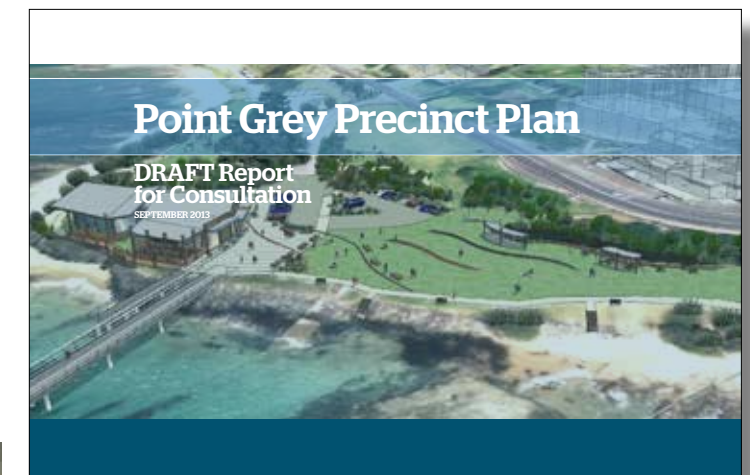 Point Grey Precinct Plan
DRAFT Report
for Consultation
SEPTEMBER 2013